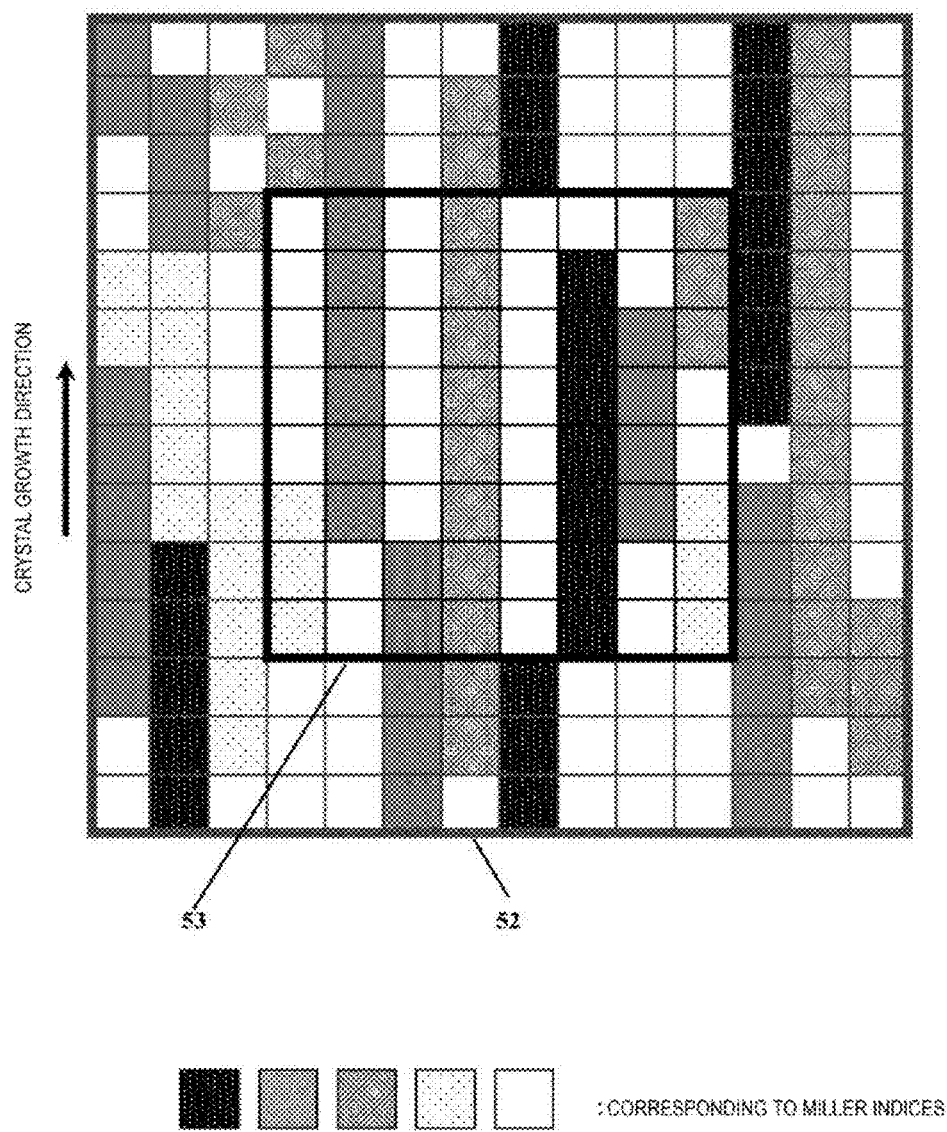 CRYSTAL GROWTH DIRECTION
53
52
: CORRESPONDING TO MILLER INDICES